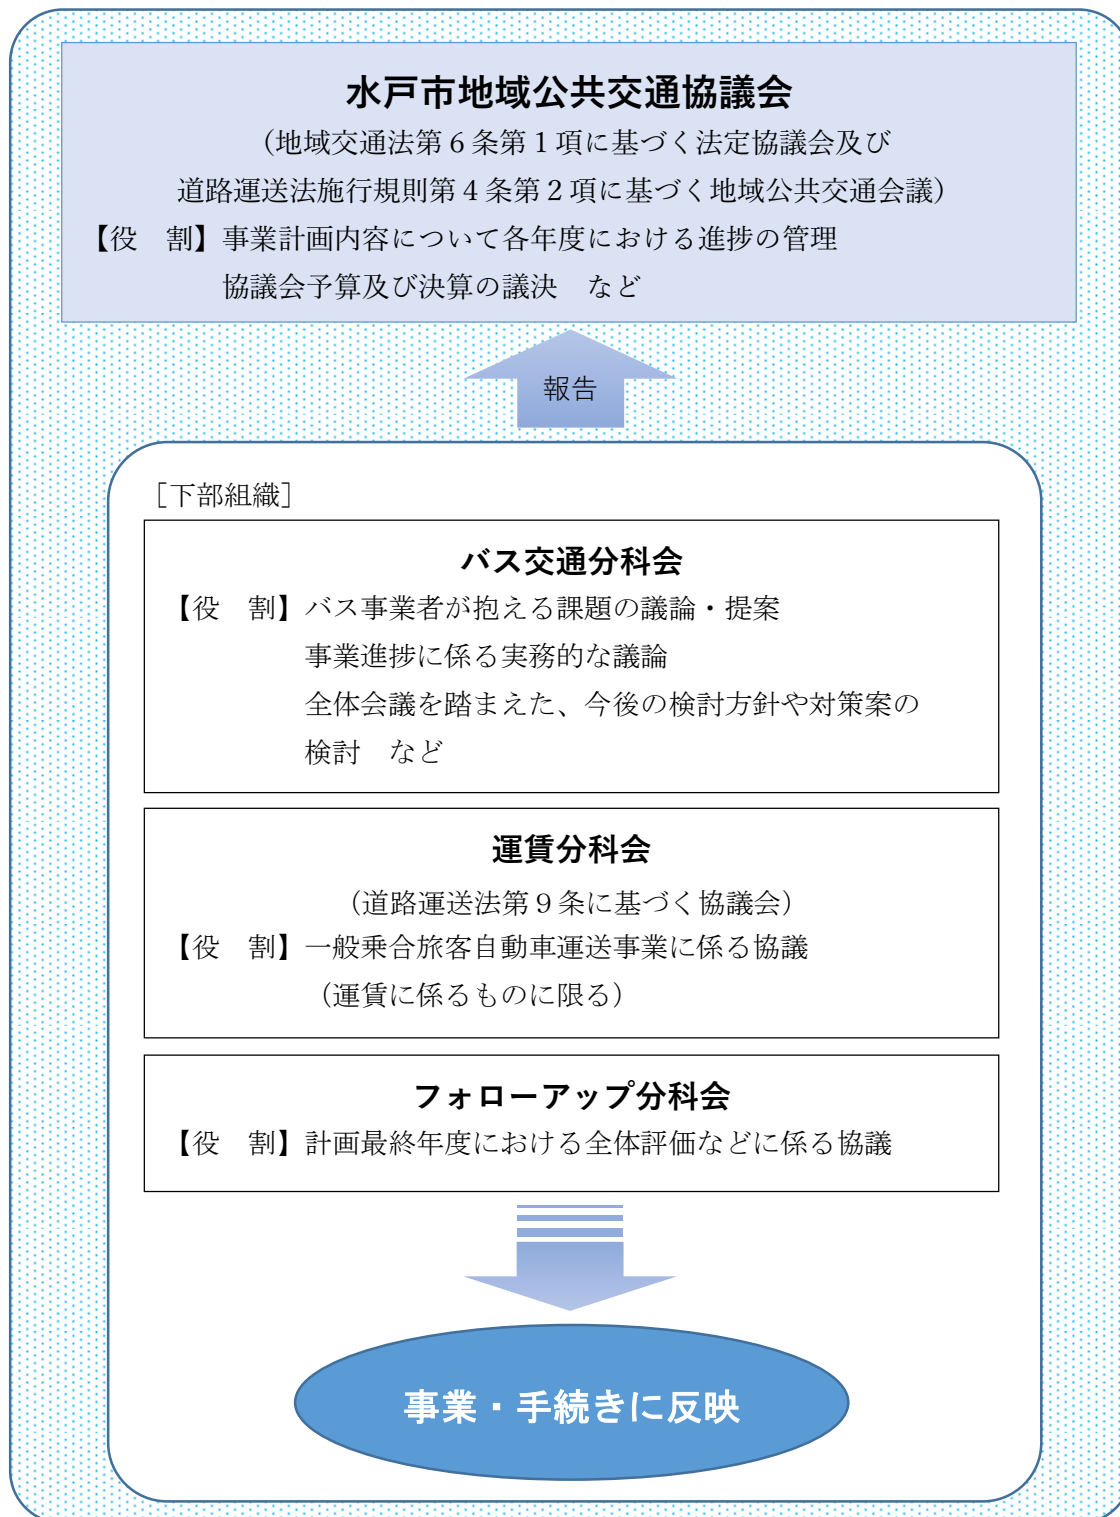 水戸市地域公共交通協議会
（地域交通法第６条第１項に基づく法定協議会及び
道路運送法施行規則第４条第２項に基づく地域公共交通会議）
【役　割】事業計画内容について各年度における進捗の管理
協議会予算及び決算の議決　など
報告
［下部組織］
バス交通分科会
【役　割】バス事業者が抱える課題の議論・提案
事業進捗に係る実務的な議論
全体会議を踏まえた、今後の検討方針や対策案の
検討　など
運賃分科会
（道路運送法第９条に基づく協議会）
【役　割】一般乗合旅客自動車運送事業に係る協議
（運賃に係るものに限る）
フォローアップ分科会
【役　割】計画最終年度における全体評価などに係る協議
事業・手続きに反映